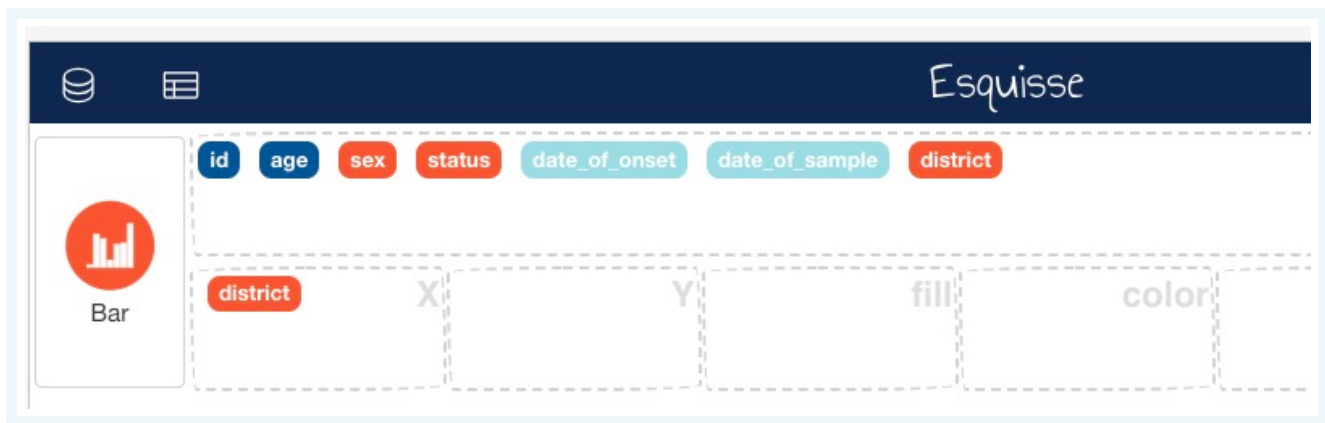 Esquisse
id age sex status date_of_onset date_of_sample district
Bar
district X Y fill color